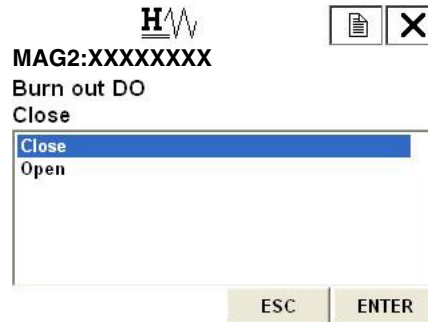 H
MAG2:XXXXXXXX
Burn out DO
Close
Close
Open
ESC ENTER